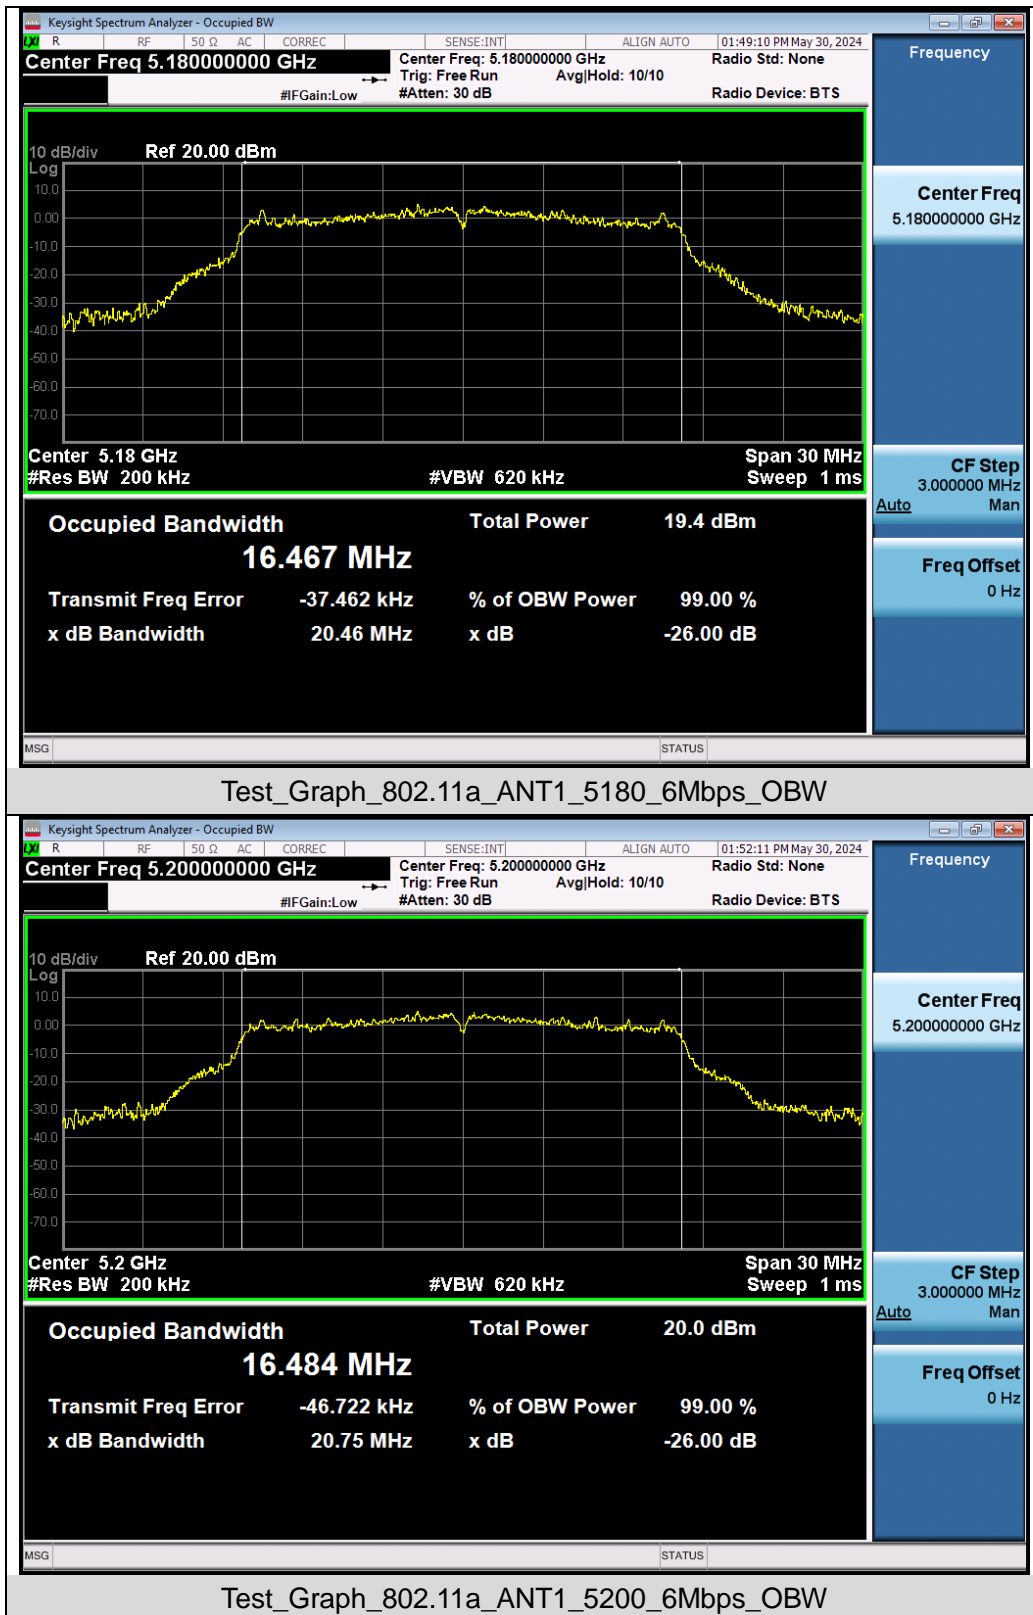 Keysight Spectrum Analyzer - Occupied BW
LXI R RF 50 Ω AC CORREC SENSE:INT ALIGN AUTO 01:49:10 PM May 30, 2024
Center Freq 5.180000000 GHz
Center Freq: 5.180000000 GHz
Radio Std: None
Trig: Free Run Avg|Hold: 10/10
#IFGain:Low
#Atten: 30 dB
Radio Device: BTS
Frequency
10 dB/div Ref 20.00 dBm
Log
10.0
0.00
-10.0
-20.0
-30.0
-40.0
-50.0
-60.0
-70.0
Center Freq
5.180000000 GHz
Center 5.18 GHz Span 30 MHz
#Res BW 200 kHz #VBW 620 kHz Sweep 1 ms
CF Step
3.000000 MHz
Auto Man
Freq Offset
0 Hz
Occupied Bandwidth Total Power 19.4 dBm
16.467 MHz
Transmit Freq Error -37.462 kHz % of OBW Power 99.00 %
x dB Bandwidth 20.46 MHz x dB -26.00 dB
MSG STATUS
Test_Graph_802.11a_ANT1_5180_6Mbps_OBW
Keysight Spectrum Analyzer - Occupied BW
LXI R RF 50 Ω AC CORREC SENSE:INT ALIGN AUTO 01:52:11 PM May 30, 2024
Center Freq 5.200000000 GHz
Center Freq: 5.200000000 GHz
Radio Std: None
Trig: Free Run Avg|Hold: 10/10
#IFGain:Low
#Atten: 30 dB
Radio Device: BTS
Frequency
10 dB/div Ref 20.00 dBm
Log
10.0
0.00
-10.0
-20.0
-30.0
-40.0
-50.0
-60.0
-70.0
Center Freq
5.200000000 GHz
Center 5.2 GHz Span 30 MHz
#Res BW 200 kHz #VBW 620 kHz Sweep 1 ms
CF Step
3.000000 MHz
Auto Man
Freq Offset
0 Hz
Occupied Bandwidth Total Power 20.0 dBm
16.484 MHz
Transmit Freq Error -46.722 kHz % of OBW Power 99.00 %
x dB Bandwidth 20.75 MHz x dB -26.00 dB
MSG STATUS
Test_Graph_802.11a_ANT1_5200_6Mbps_OBW